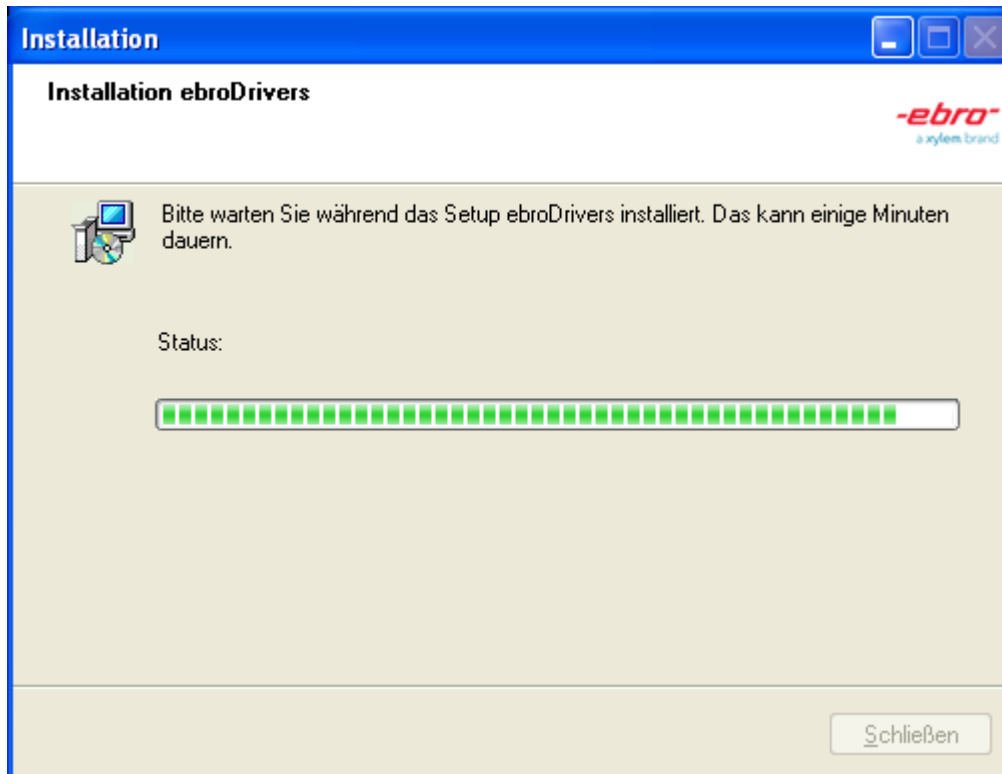 Installation
Installation ebroDrivers
-ebro-
a xylem brand
Bitte warten Sie während das Setup ebroDrivers installiert. Das kann einige Minuten
dauern.
Status:
Schließen